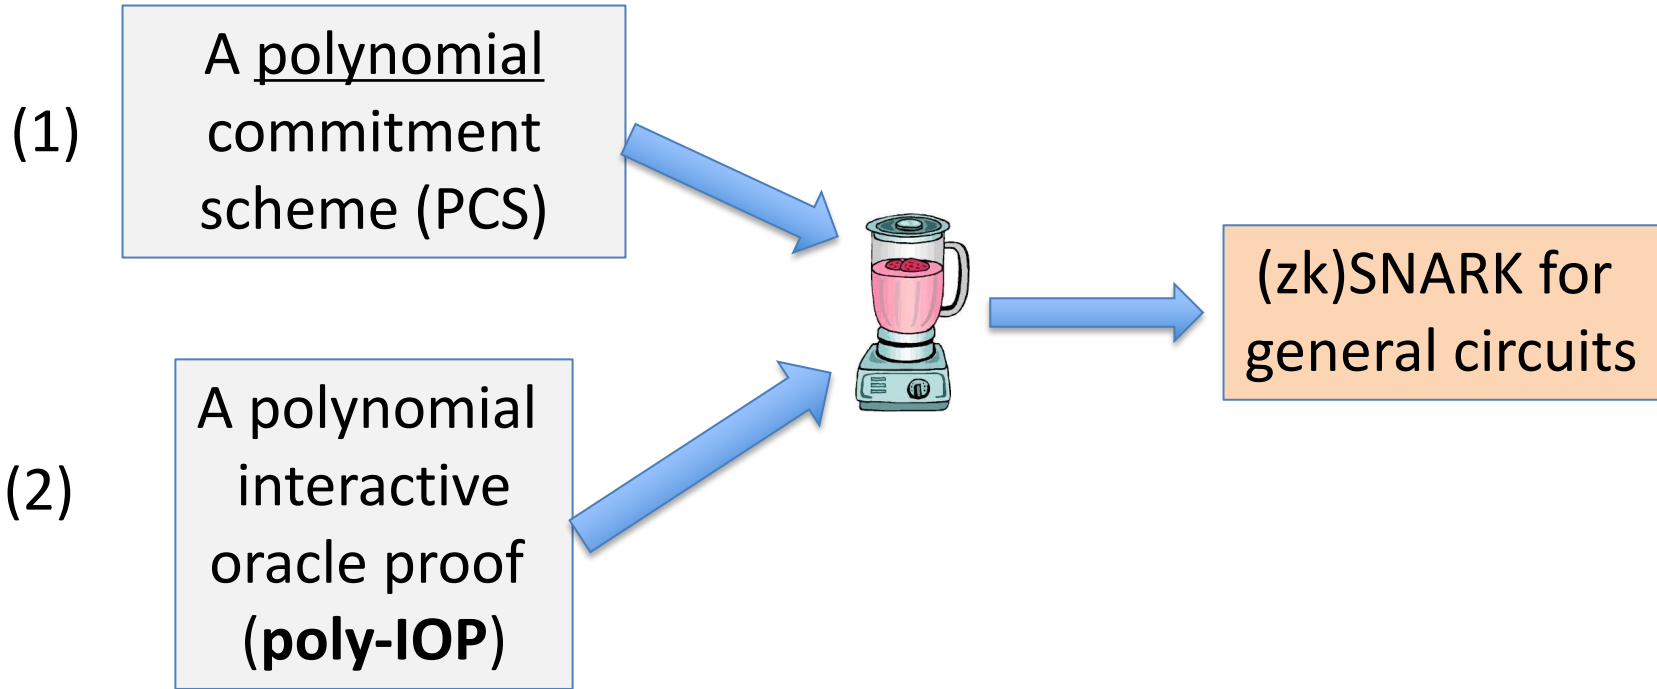 (1)
A polynomial
commitment
scheme (PCS)
(2)
A polynomial
interactive
oracle proof
(poly-IOP)
(zk)SNARK for
general circuits